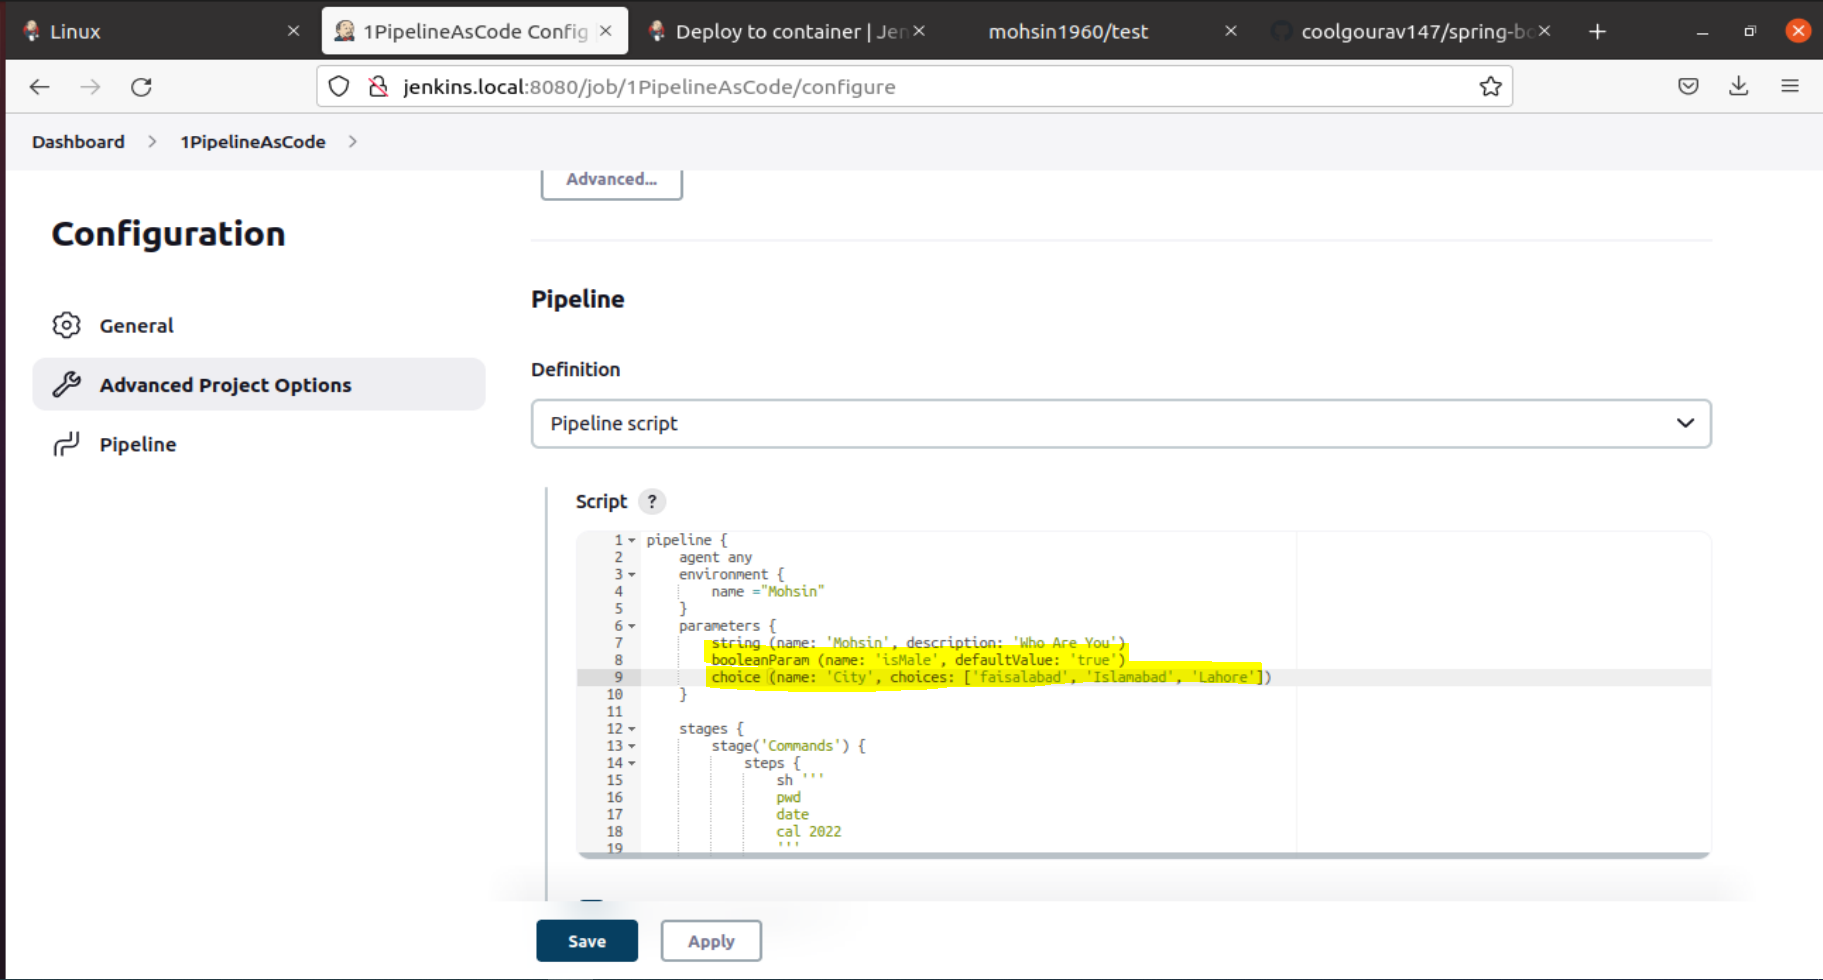 Linux
1PipelineAsCode Config
Deploy to container | Jen
mohsin1960/test
coolgourav147/spring-bo
jenkins.local:8080/job/1PipelineAsCode/configure
Dashboard > 1PipelineAsCode >
Advanced...
Configuration
General
Advanced Project Options
Pipeline
Pipeline
Definition
Pipeline script
Script ?
1 pipeline {
2 agent any
3 environment {
4 name ="Mohsin"
5 }
6 parameters {
7 string (name: 'Mohsin', description: 'Who Are You')
8 booleanParam (name: 'isMale', defaultValue: 'true')
9 choice (name: 'City', choices: ['faisalabad', 'Islamabad', 'Lahore'])
10 }
11
12 stages {
13 stage('Commands') {
14 steps {
15 sh '''
16 pwd
17 date
18 cal 2022
19 '''
Save
Apply